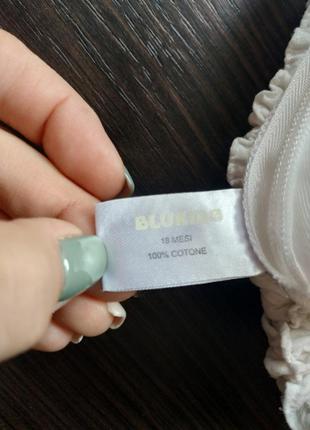 BLUKIDS
18 MESI
100% COTONE